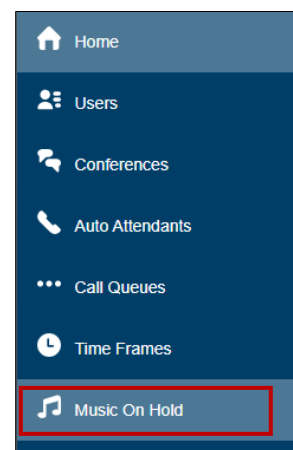 Home
Users
Conferences
Auto Attendants
Call Queues
Time Frames
Music On Hold